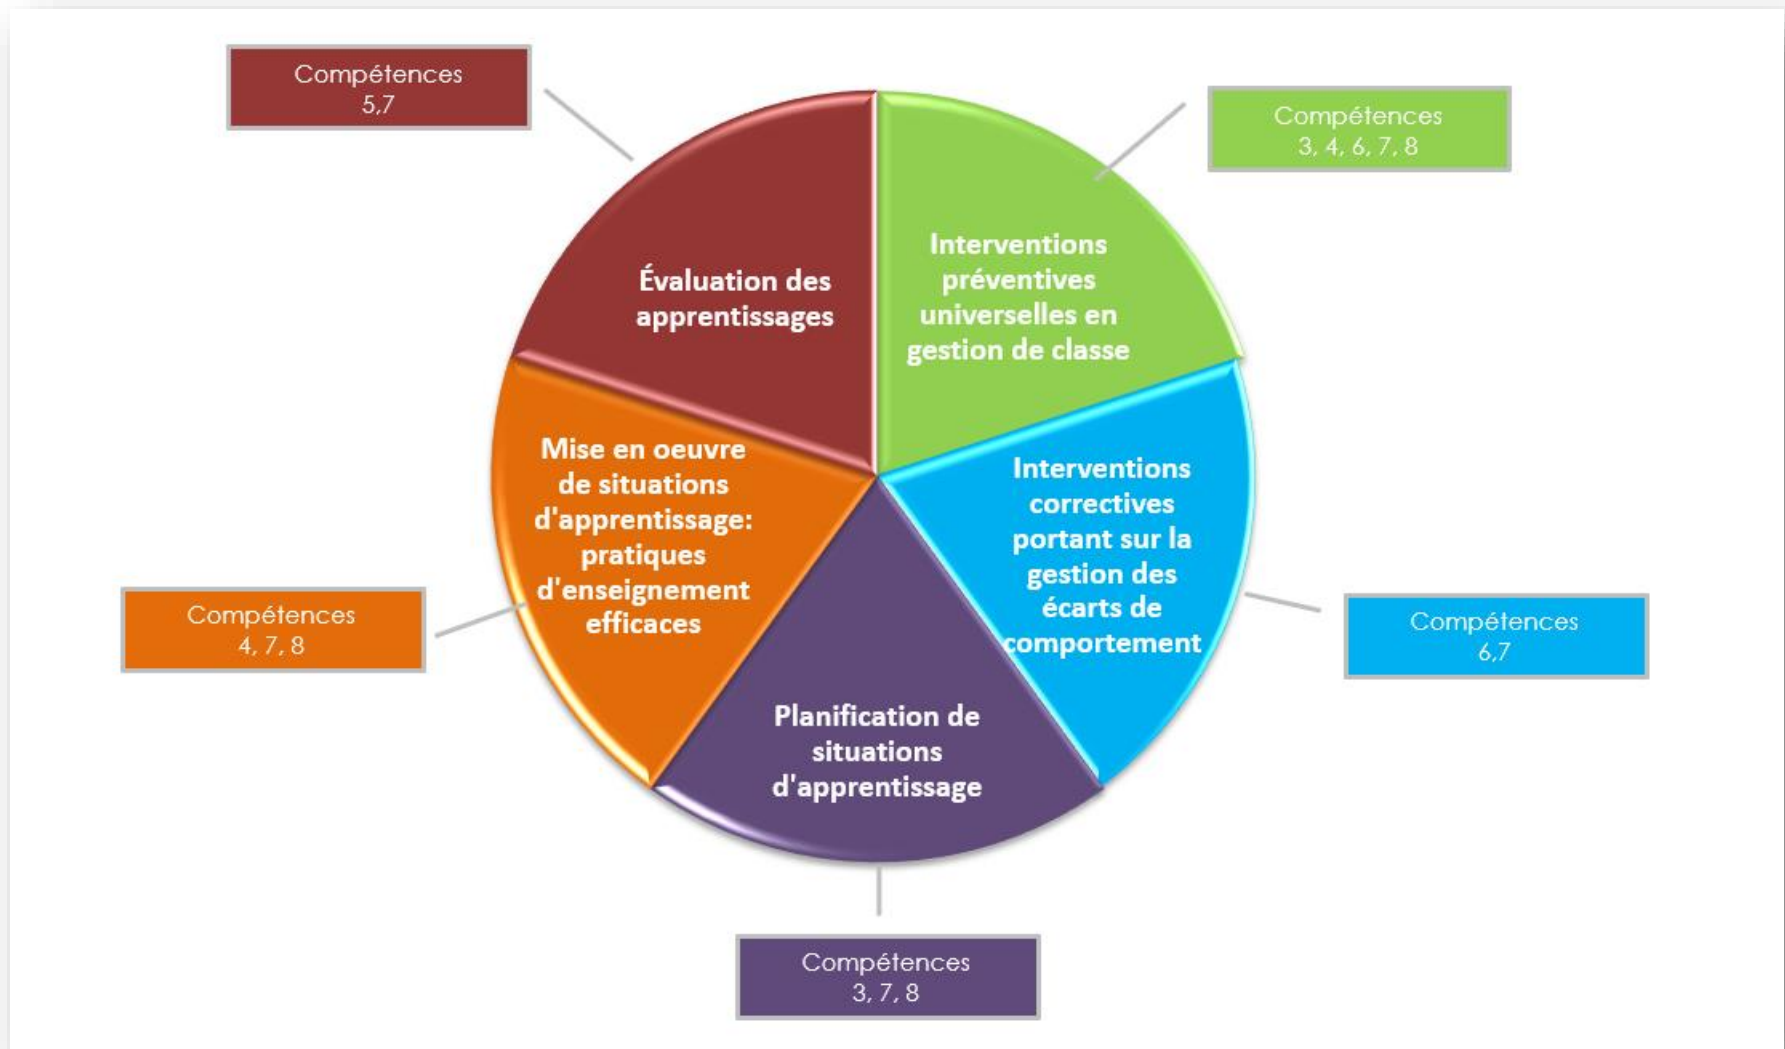 Compétences
5,7
Compétences
3, 4, 6, 7, 8
Évaluation des
apprentissages
Interventions
préventives
universelles en
gestion de classe
Mise en oeuvre
de situations
d'apprentissage:
pratiques
d'enseignement
efficaces
Interventions
correctives
portant sur la
gestion des
écarts de
comportement
Compétences
4, 7, 8
Compétences
6,7
Planification de
situations
d'apprentissage
Compétences
3, 7, 8